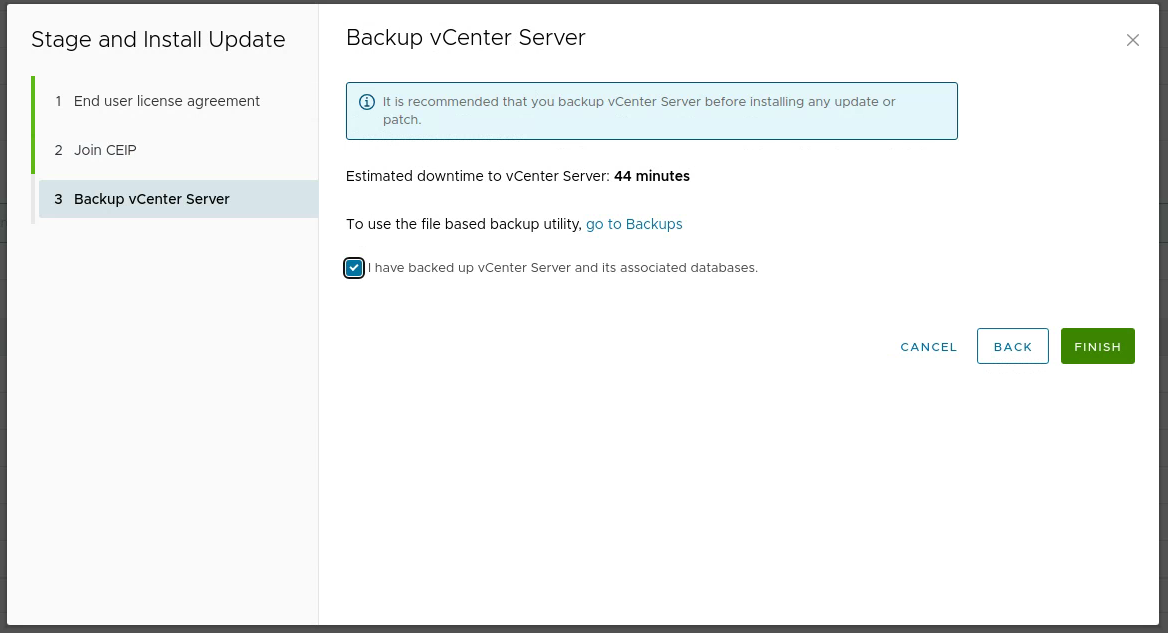 Stage and Install Update
1 End user license agreement
2 Join CEIP
3 Backup vCenter Server
Backup vCenter Server
It is recommended that you backup vCenter Server before installing any update or
patch.
Estimated downtime to vCenter Server: 44 minutes
To use the file based backup utility, go to Backups
I have backed up vCenter Server and its associated databases.
CANCEL BACK FINISH